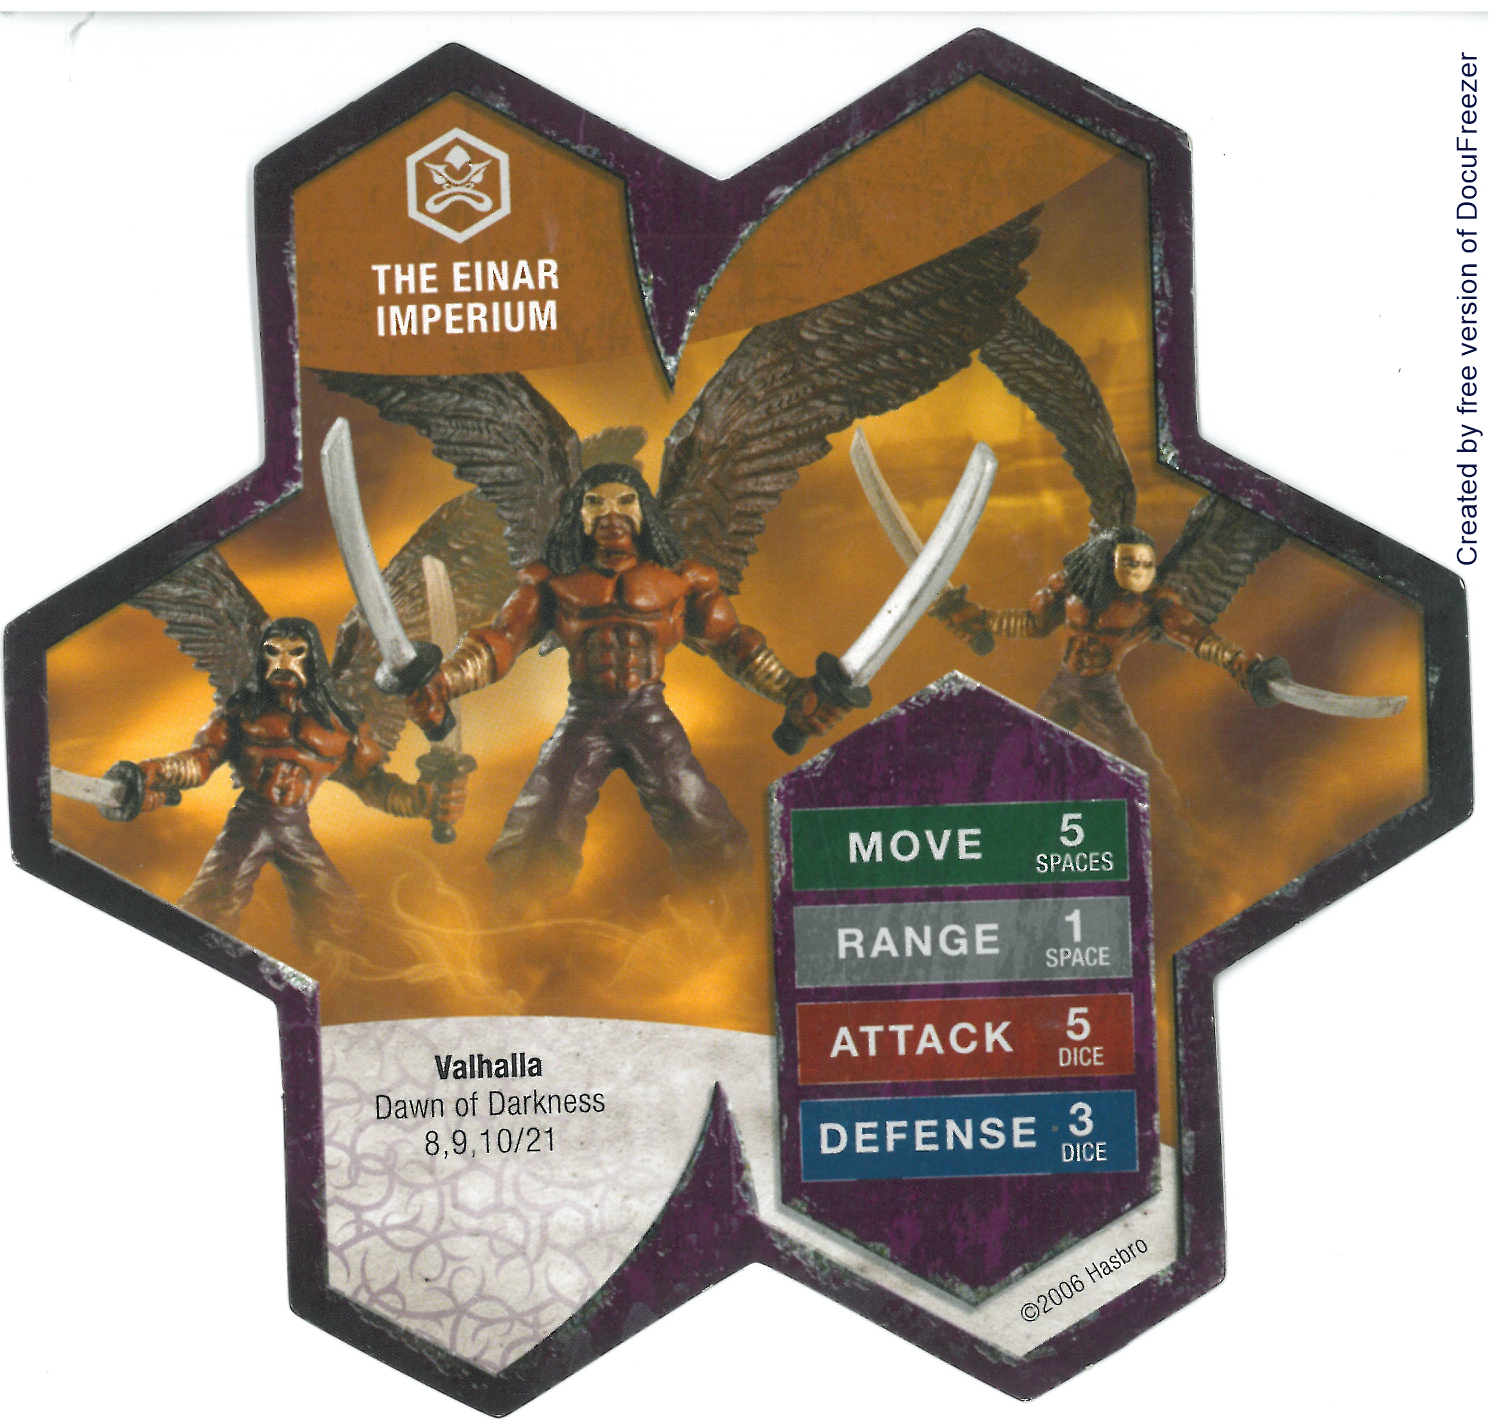 THE EINAR
IMPERIUM
MOVE 5
SPACES
RANGE 1
SPACE
ATTACK 5
DICE
DEFENSE 3
DICE
Valhalla
Dawn of Darkness
8,9,10/21
©2006 Hasbro
Created by free version of DocuFreezer